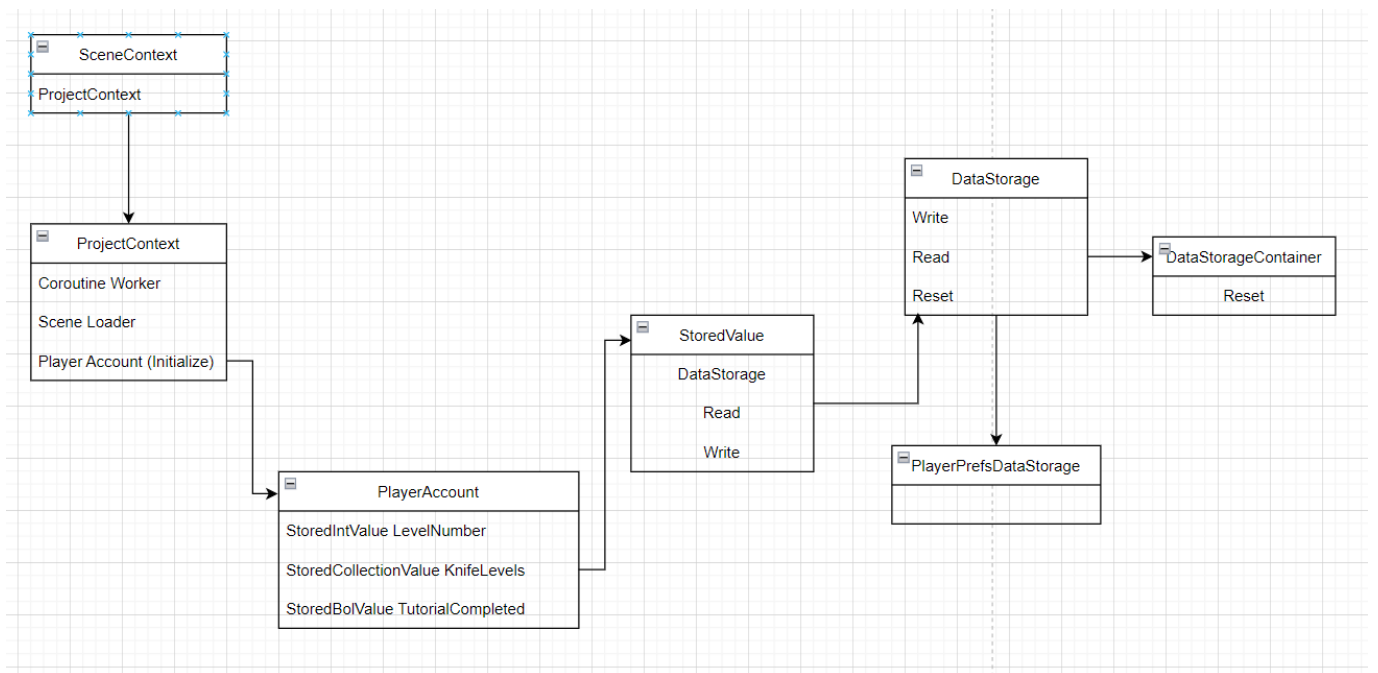 SceneContext
ProjectContext
ProjectContext
Coroutine Worker
Scene Loader
Player Account (Initialize)
PlayerAccount
StoredIntValue LevelNumber
StoredCollectionValue KnifeLevels
StoredBolValue TutorialCompleted
StoredValue
DataStorage
Read
Write
DataStorage
Write
Read
Reset
DataStorageContainer
Reset
PlayerPrefsDataStorage